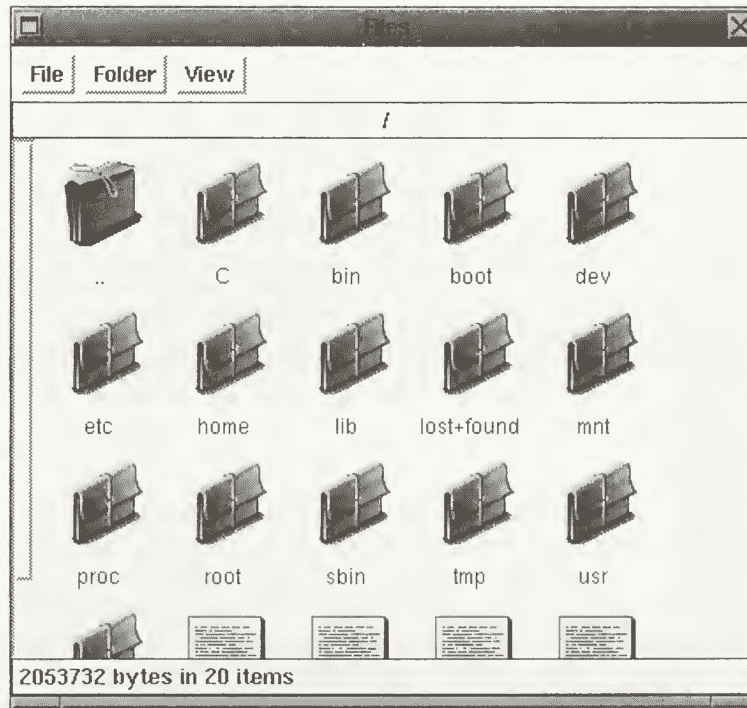 Files
File Folder View
/
.. C bin boot dev
etc home lib lost+found mnt
proc root sbin tmp usr
2053732 bytes in 20 items